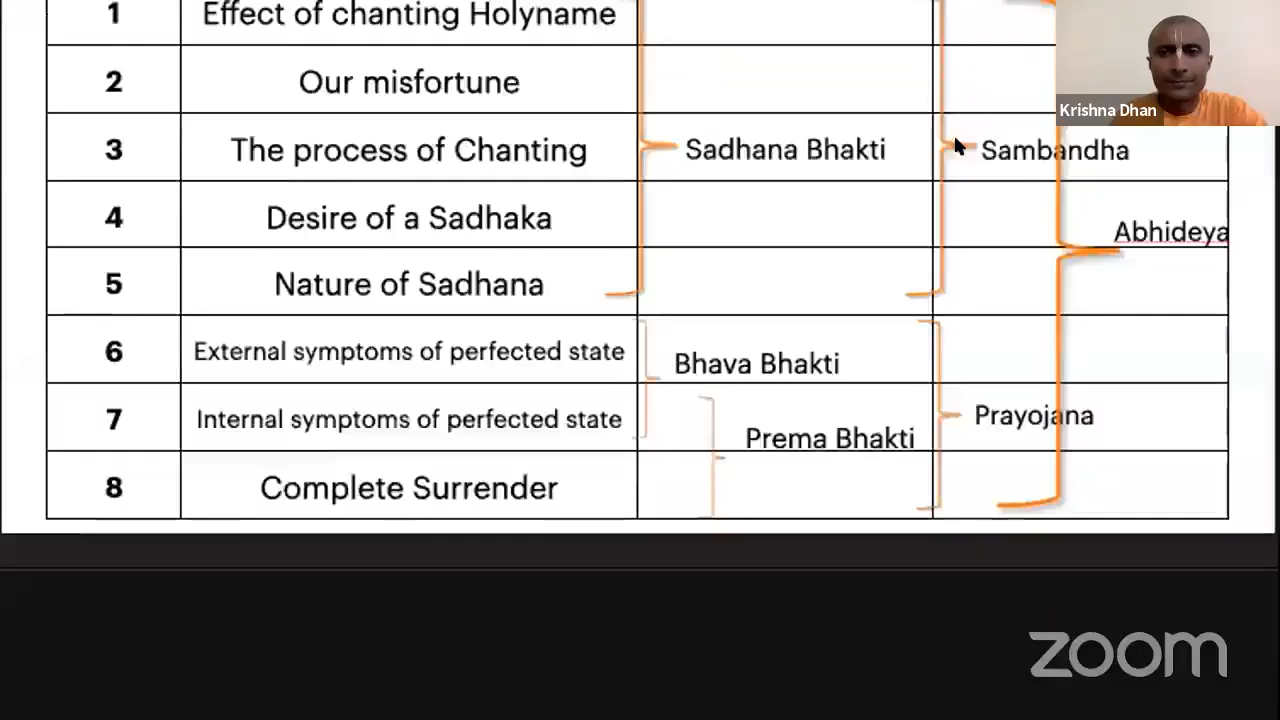 1 Effect of chanting Holyname
2 Our misfortune
Krishna Dhan
3 The process of Chanting Sadhana Bhakti Sambandha
4 Desire of a Sadhaka
Abhideya
5 Nature of Sadhana
6 External symptoms of perfected state Bhava Bhakti
7 Internal symptoms of perfected state Prayojana
Prema Bhakti
8 Complete Surrender
zoom